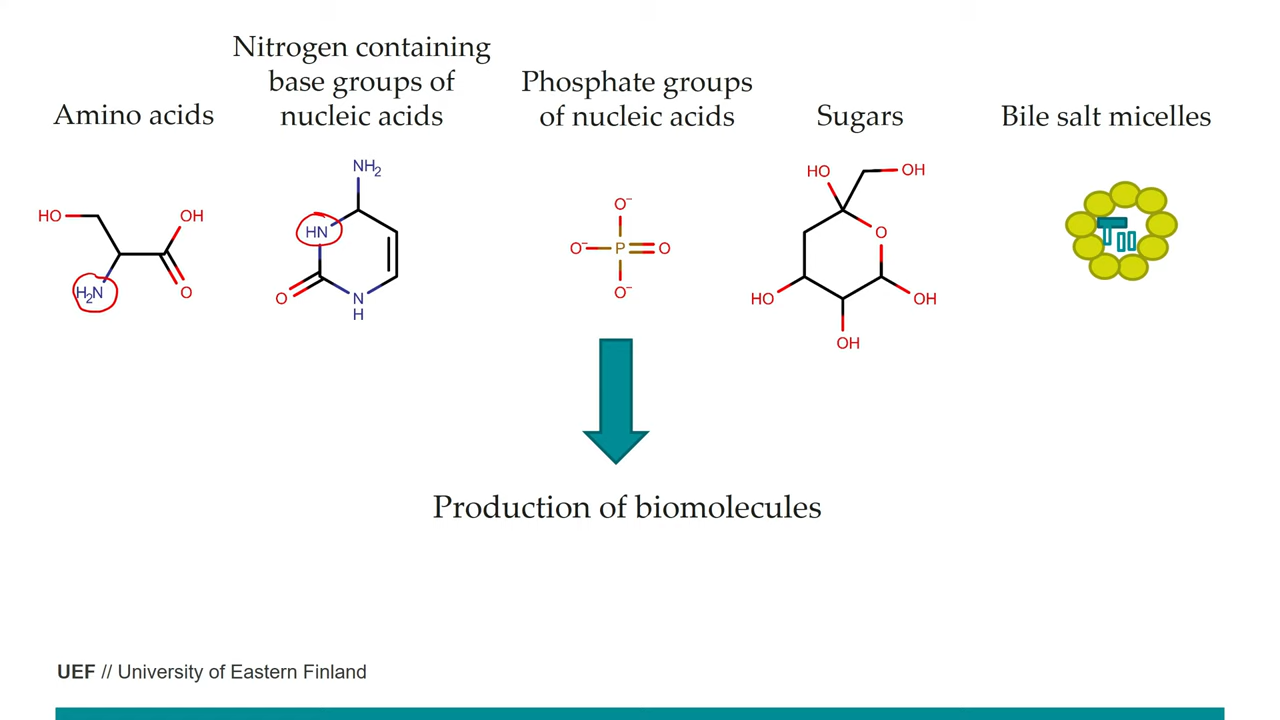 Amino acids
Nitrogen containing
base groups of
nucleic acids
Phosphate groups
of nucleic acids
Sugars
Bile salt micelles
HO
OH
H₂N
O
NH₂
HN
O
N
H
O⁻
O⁻
P
O
O⁻
HO
OH
O
HO
OH
OH
Production of biomolecules
UEF // University of Eastern Finland